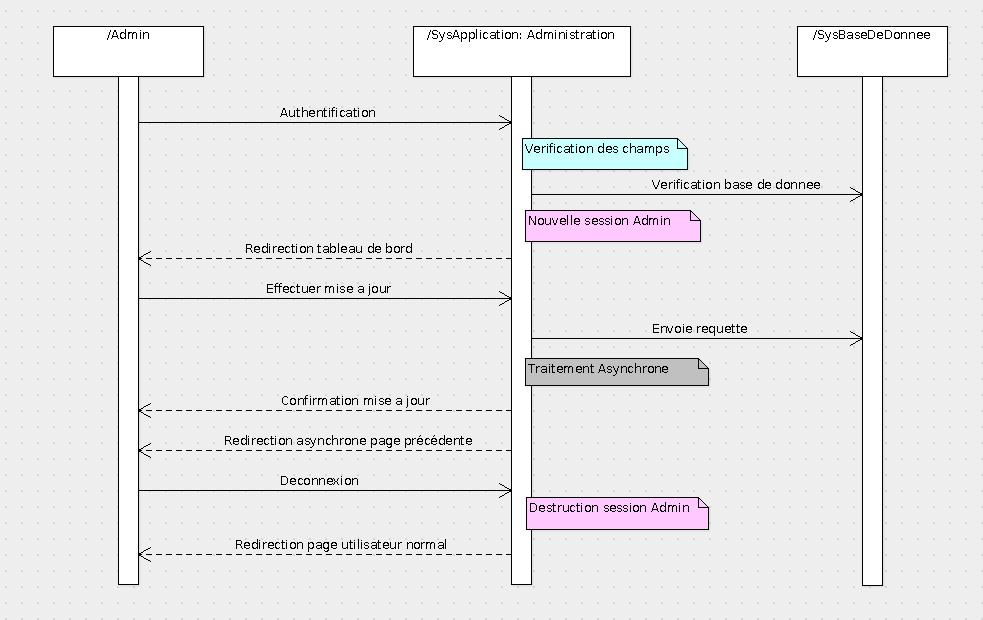 /Admin
/SysApplication: Administration
/SysBaseDeDonnee
Authentification
Verification des champs
Verification base de donnee
Nouvelle session Admin
Redirection tableau de bord
Effectuer mise a jour
Envoie requette
Traitement Asynchrone
Confirmation mise a jour
Redirection asynchrone page précédente
Deconnexion
Destruction session Admin
Redirection page utilisateur normal